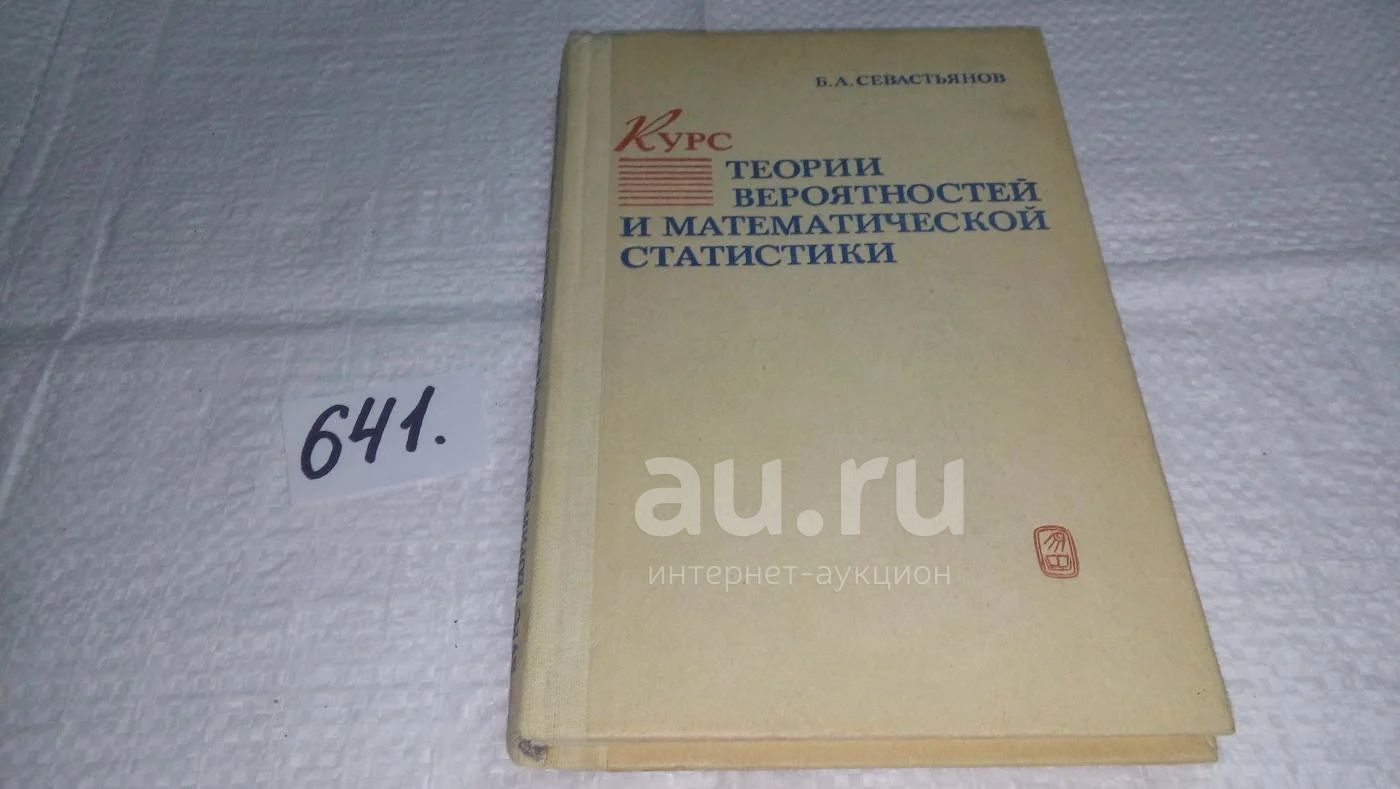 Б. А. СЕВАСТЬЯНОВ
Курс
ТЕОРИИ
ВЕРОЯТНОСТЕЙ
И МАТЕМАТИЧЕСКОЙ
СТАТИСТИКИ
641.
au.ru
интернет-аукцион